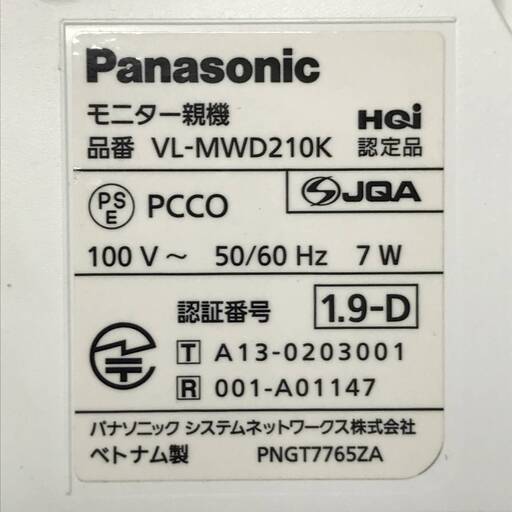 Panasonic
モニター親機
HQi
品番 VL-MWD210K 認定品
PSE PCCO JQA
100 V～ 50/60 Hz 7 W
認証番号 1.9-D
T A13-0203001
R 001-A01147
パナソニック システムネットワークス株式会社
ベトナム製 PNGT7765ZA